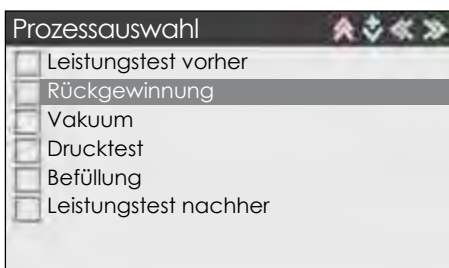 Prozessauswahl
Leistungstest vorher
Rückgewinnung
Vakuum
Drucktest
Befüllung
Leistungstest nachher